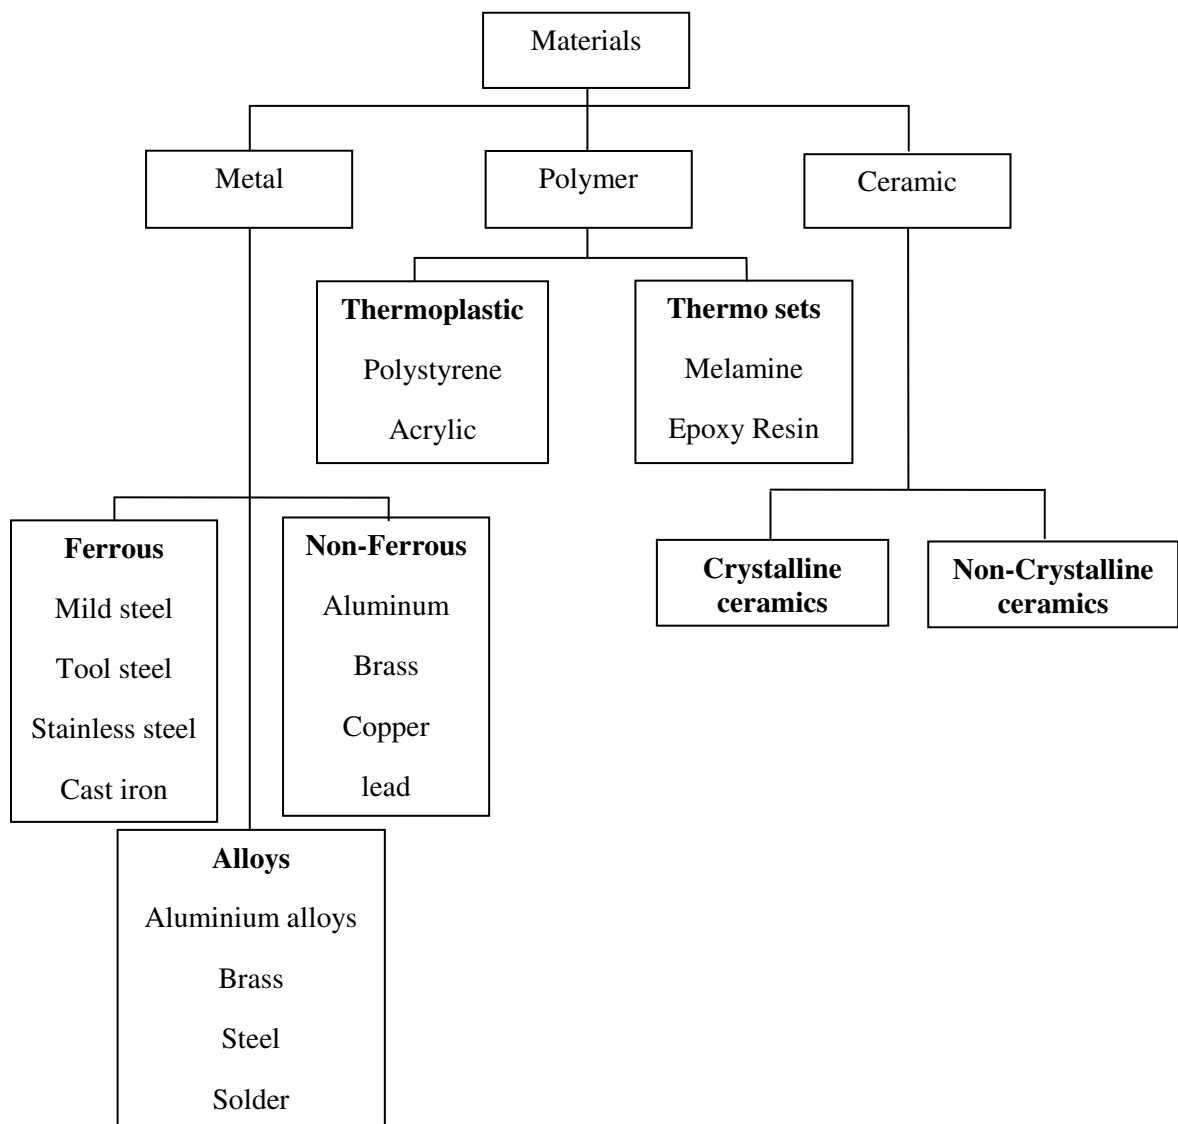 Materials
Metal
Polymer
Ceramic
Thermoplastic
Polystyrene
Acrylic
Thermo sets
Melamine
Epoxy Resin
Ferrous
Mild steel
Tool steel
Stainless steel
Cast iron
Non-Ferrous
Aluminum
Brass
Copper
lead
Crystalline
ceramics
Non-Crystalline
ceramics
Alloys
Aluminium alloys
Brass
Steel
Solder